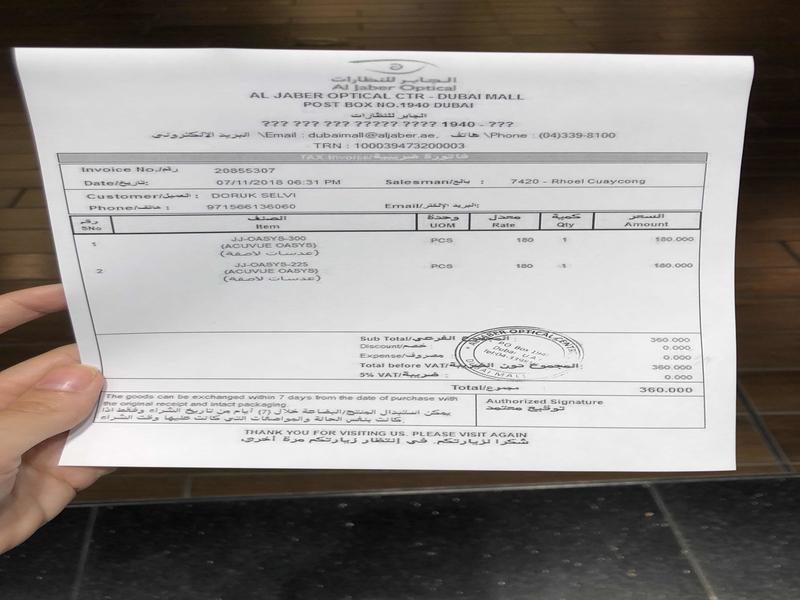 الجابر للنظارات
Al Jaber Optical
AL JABER OPTICAL CTR - DUBAI MALL
POST BOX NO.1940 DUBAI
الجابر للنظارات
??? ??? ????? ????? ???? 1940 - ???
البريد الإلكتروني \Email : dubaimall@aljaber.ae, هاتف \Phone : (04)339-8100
TRN : 100039473200003
TAX Invoice/فاتورة ضريبية
Invoice No./رقم: 20855307
Date/تاريخ: 07/11/2018 06:31 PM Salesman/بائع : 7420 - Rhoel Cuaycong
Customer/العميل: DORUK SELVI
Phone/هاتف : 971566136060 Email/البريد الإلكتر:
رقم الصنف وحدة معدل كمية السعر
SNo Item UOM Rate Qty Amount
1 JJ-OASYS-300 PCS 180 1 180.000
(ACUVUE OASYS)
(عدسات لاصقة)
2 JJ-OASYS-225 PCS 180 1 180.000
(ACUVUE OASYS)
(عدسات لاصقة)
Sub Total/المجموع الفرعي: 360.000
Discount/خصم: 0.000
Expense/مصروف: 0.000
Total before VAT/المجموع دون الضريبة: 360.000
5% VAT/ضريبة: 0.000
Total/مجموع: 360.000
AL JABER OPTICAL CENTRE
P.O. Box
Dubai, U.A.
DUBAI MALL
The goods can be exchanged within 7 days from the date of purchase with
the original receipt and intact packaging.
يمكن استبدال المنتج/البضاعة خلال (7) أيام من تاريخ الشراء وفقط اذا
كانت بنفس الحالة والمواصفات التي كانت عليها وقت الشراء.
Authorized Signature
توقيع معتمد
THANK YOU FOR VISITING US. PLEASE VISIT AGAIN
شكرا لزيارتكم. في إنتظار زيارتكم مرة أخرى.